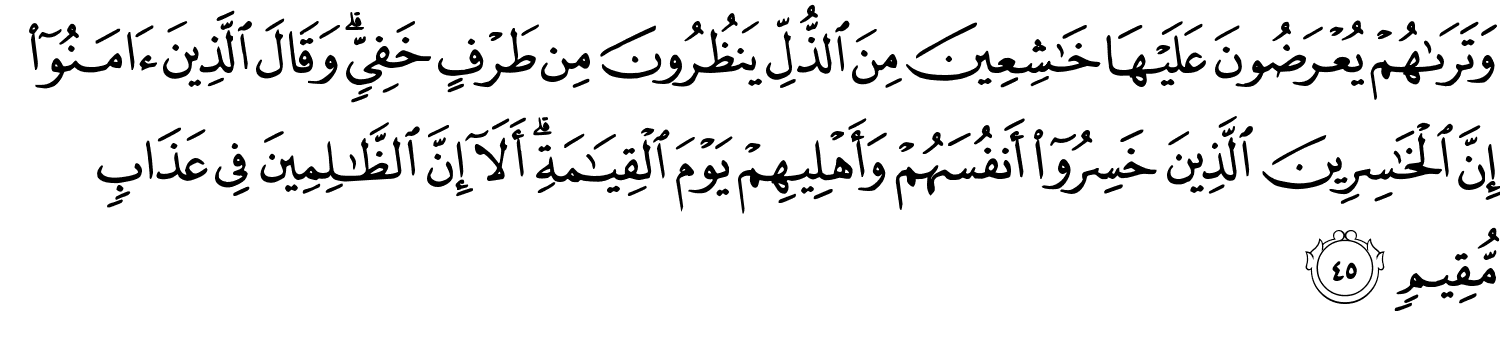 وَتَرَىٰهُمْ يُعْرَضُونَ عَلَيْهَا خَـٰشِعِينَ مِنَ ٱلذُّلِّ يَنظُرُونَ مِن طَرْفٍ خَفِىٍّۢ ۗ وَقَالَ ٱلَّذِينَ ءَامَنُوٓا۟
إِنَّ ٱلْخَـٰسِرِينَ ٱلَّذِينَ خَسِرُوٓا۟ أَنفُسَهُمْ وَأَهْلِيهِمْ يَوْمَ ٱلْقِيَـٰمَةِ ۗ أَلَآ إِنَّ ٱلظَّـٰلِمِينَ فِى عَذَابٍۢ
مُّقِيمٍ ٤٥